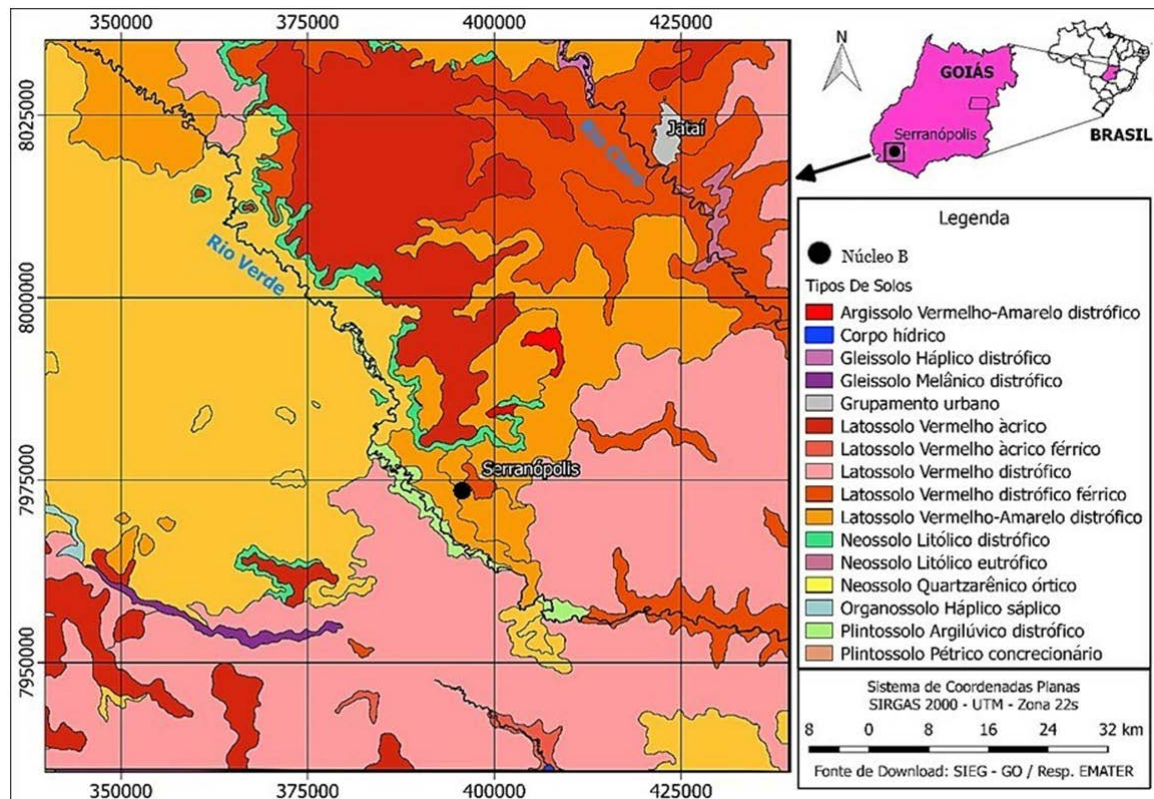 350000 375000 400000 425000
8025000
8000000
7975000
7950000
Jataí
Rio Claro
Rio Verde
Serranópolis
350000 375000 400000 425000
N
GOIÁS
Serranópolis
BRASIL
Legenda
Núcleo B
Tipos De Solos
Argissolo Vermelho-Amarelo distrófico
Corpo hídrico
Gleissolo Háplico distrófico
Gleissolo Melânico distrófico
Grupamento urbano
Latossolo Vermelho àcrico
Latossolo Vermelho àcrico férrico
Latossolo Vermelho distrófico
Latossolo Vermelho distrófico férrico
Latossolo Vermelho-Amarelo distrófico
Neossolo Litólico distrófico
Neossolo Litólico eutrófico
Neossolo Quartzarênico órtico
Organossolo Háplico sáplico
Plintossolo Argilúvico distrófico
Plintossolo Pétrico concrecionário
Sistema de Coordenadas Planas
SIRGAS 2000 - UTM - Zona 22s
8 0 8 16 24 32 km
Fonte de Download: SIEG - GO / Resp. EMATER